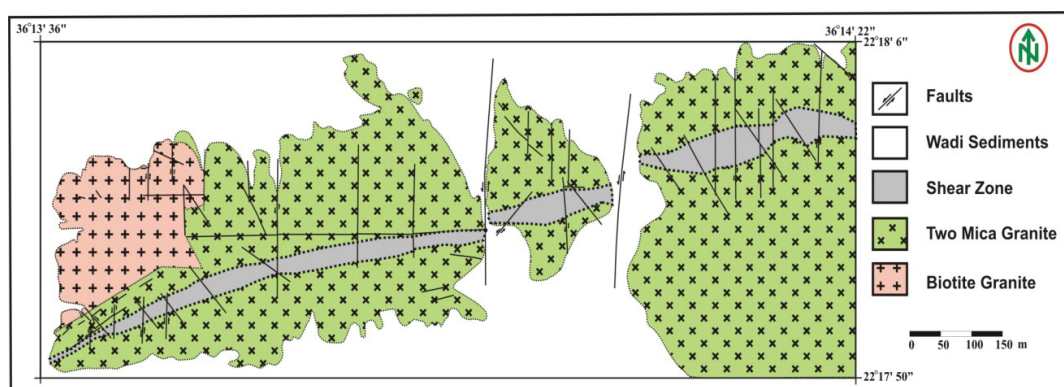 36°13' 36"
36°14' 22"
22°18' 6"
N
Faults
Wadi Sediments
Shear Zone
Two Mica Granite
Biotite Granite
0 50 100 150 m
22°17' 50"